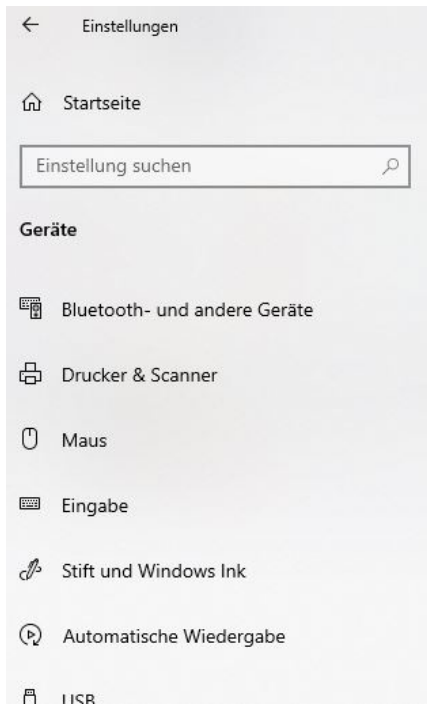 Einstellungen
Startseite
Einstellung suchen
Geräte
Bluetooth- und andere Geräte
Drucker & Scanner
Maus
Eingabe
Stift und Windows Ink
Automatische Wiedergabe
USB